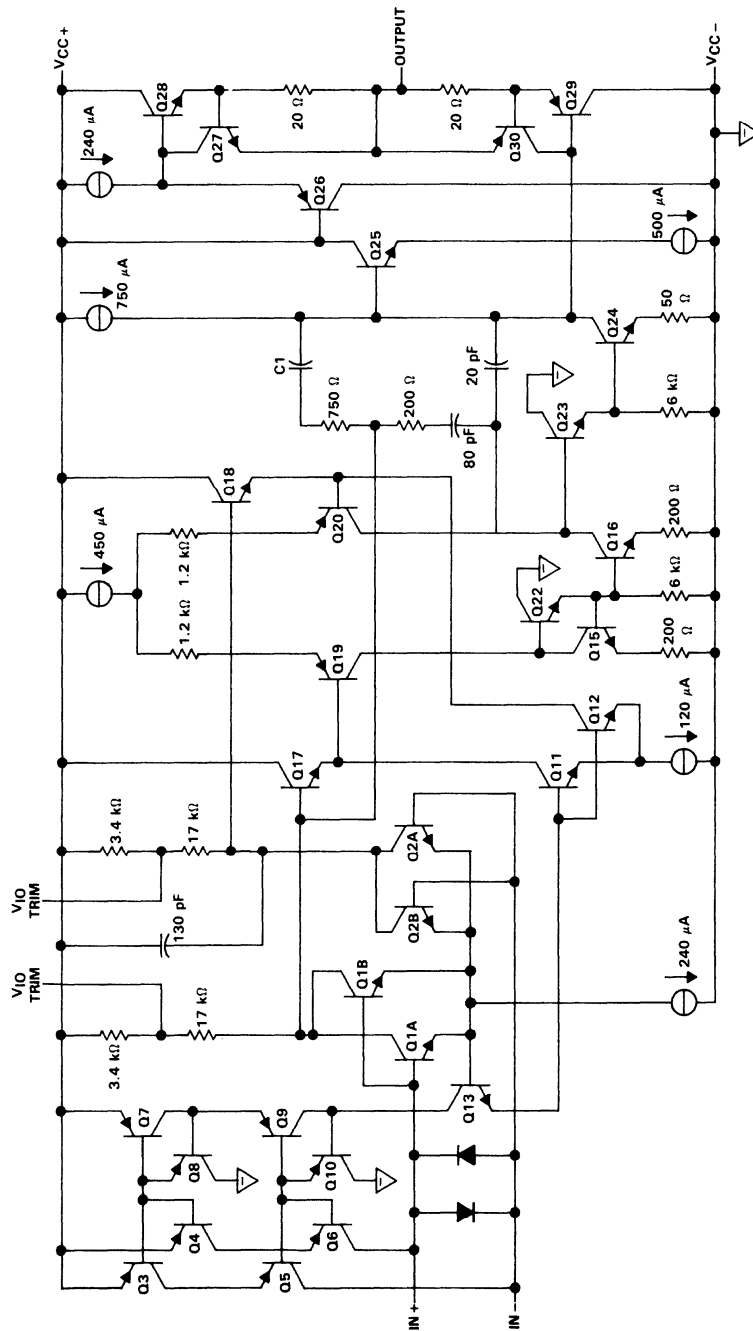 VCC+
VIO
TRIM
VIO
TRIM
3.4 kΩ
17 kΩ
130 pF
3.4 kΩ
17 kΩ
450 μA
1.2 kΩ
1.2 kΩ
750 μA
240 μA
Q3
Q4
Q7
Q8
Q5
Q6
Q9
Q10
Q1A
Q1B
Q2B
Q2A
Q13
Q17
Q18
Q19
Q20
Q11
Q12
Q22
Q15
Q16
Q23
Q24
Q25
Q26
Q27
Q28
Q29
Q30
C1
750 Ω
200 Ω
80 pF
20 pF
20 Ω
20 Ω
OUTPUT
IN+
IN−
240 μA
120 μA
200
Ω
6 kΩ
200 Ω
6 kΩ
50
Ω
500 μA
VCC−